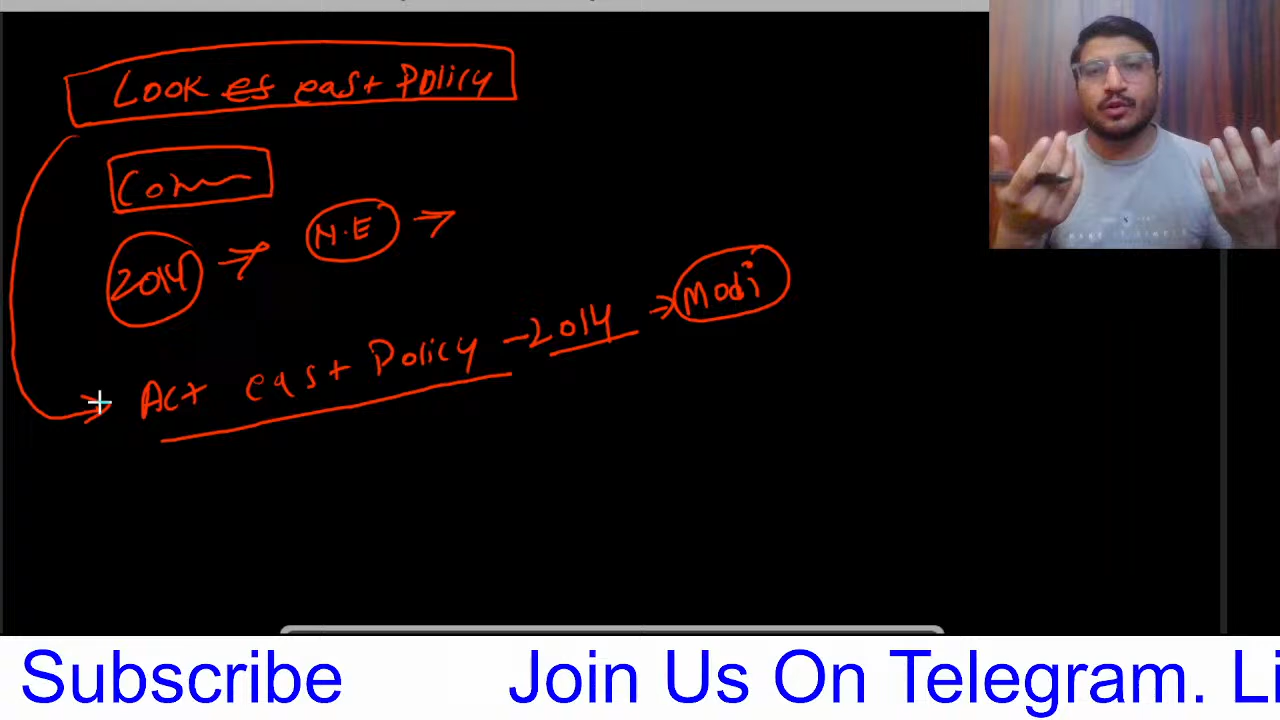 Look es east Policy
Com
2014 → N.E →
Act east Policy - 2014 → Modi
Subscribe Join Us On Telegram. Li